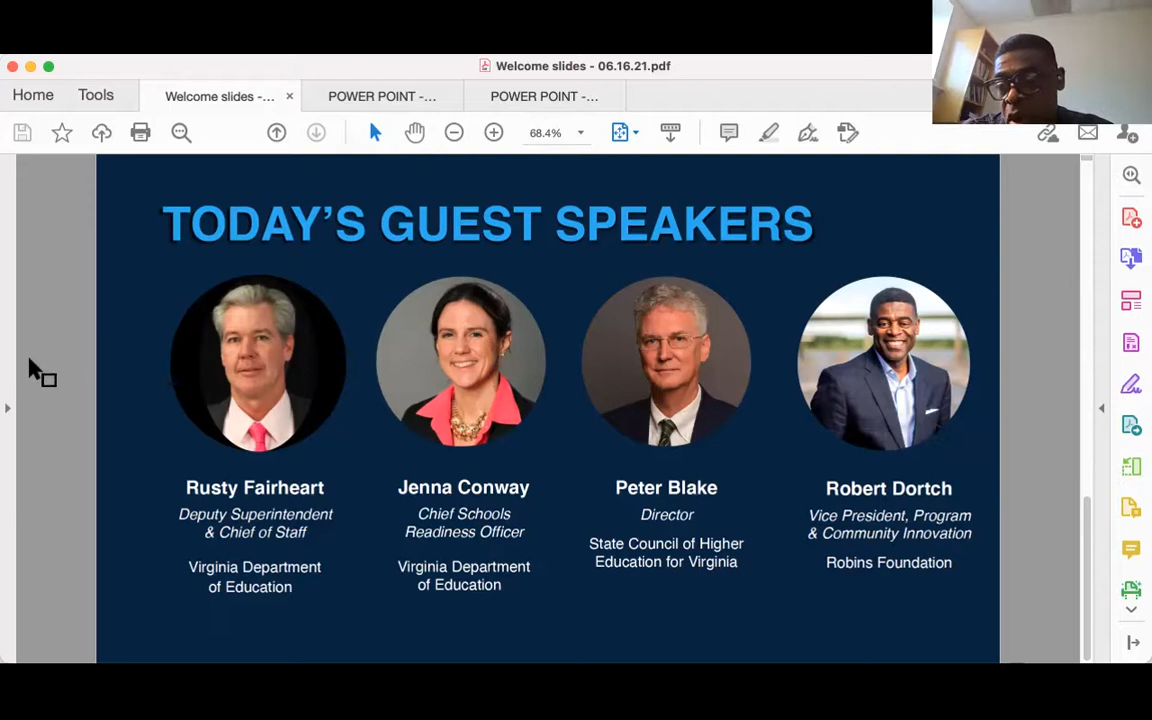 Welcome slides - 06.16.21.pdf
Home
Tools
Welcome slides -...
×
POWER POINT -...
POWER POINT -...
68.4%
TODAY'S GUEST SPEAKERS
Rusty Fairheart
Deputy Superintendent
& Chief of Staff
Virginia Department
of Education
Jenna Conway
Chief Schools
Readiness Officer
Virginia Department
of Education
Peter Blake
Director
State Council of Higher
Education for Virginia
Robert Dortch
Vice President, Program
& Community Innovation
Robins Foundation